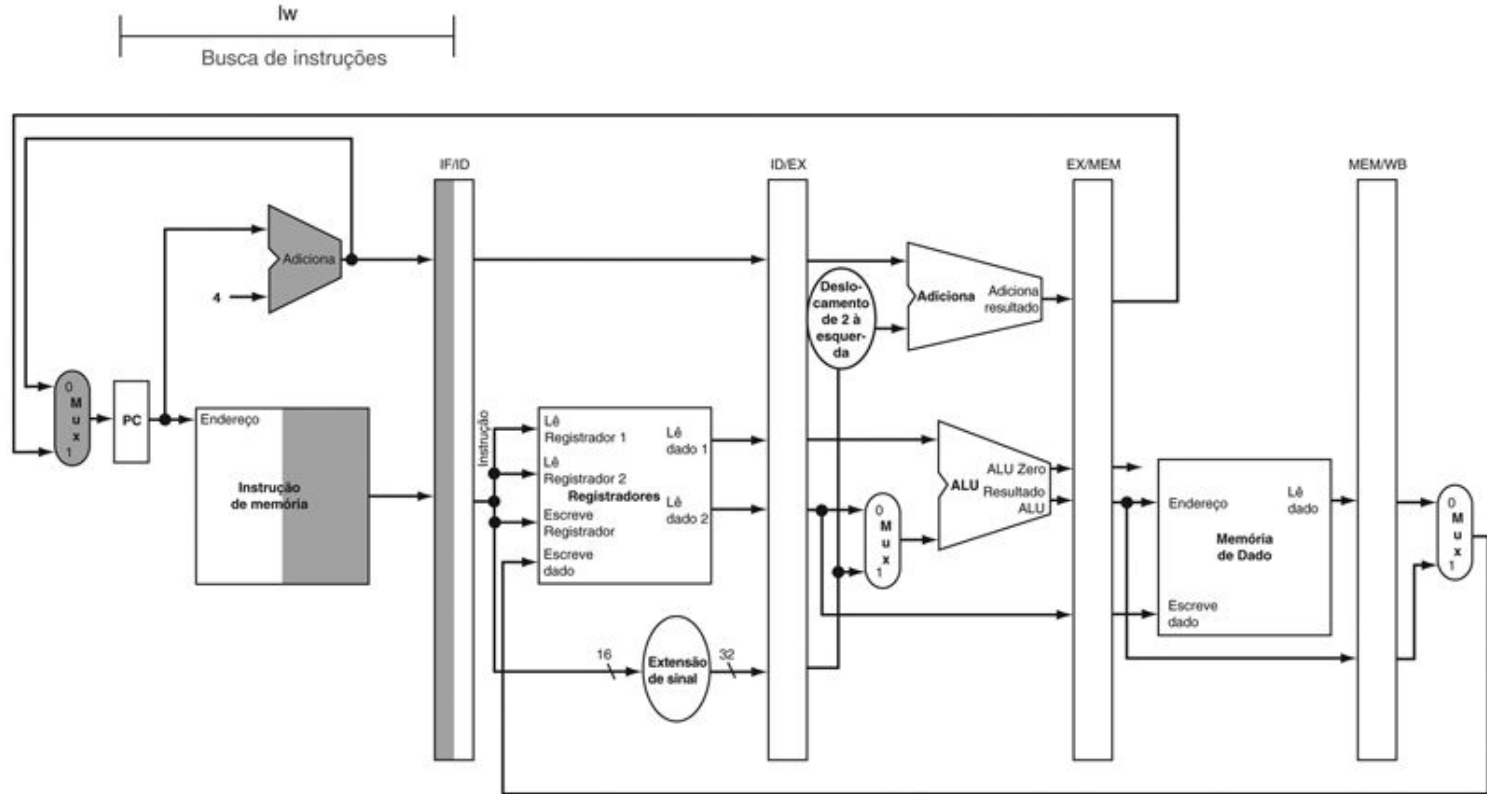 lw
Busca de instruções
IF/ID
ID/EX
EX/MEM
MEM/WB
Adiciona
4
Deslo-
camento
de 2 à
esquer-
da
Adiciona
Adiciona
resultado
0
M
u
x
1
PC
Endereço
Instrução
de memória
Instrução
Lê
Registrador 1
Lê
Registrador 2
Registradores
Escreve
Registrador
Escreve
dado
Lê
dado 1
Lê
dado 2
0
M
u
x
1
ALU Zero
ALU
Resultado
ALU
Endereço
Lê
dado
Memória
de Dado
Escreve
dado
0
M
u
x
1
16
Extensão
de sinal
32